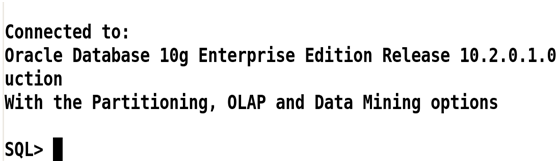 Connected to:
Oracle Database 10g Enterprise Edition Release 10.2.0.1.0
uction
With the Partitioning, OLAP and Data Mining options
SQL>